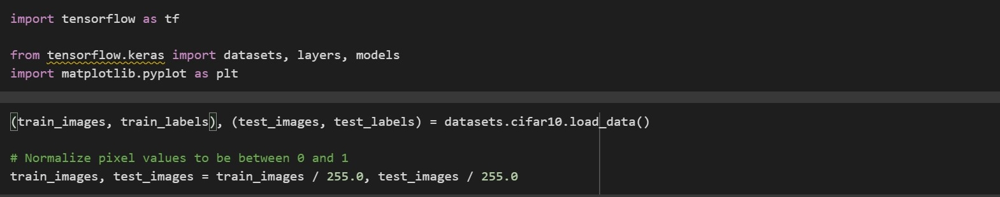 import tensorflow as tf
from tensorflow.keras import datasets, layers, models
import matplotlib.pyplot as plt
(train_images, train_labels), (test_images, test_labels) = datasets.cifar10.load_data()
# Normalize pixel values to be between 0 and 1
train_images, test_images = train_images / 255.0, test_images / 255.0